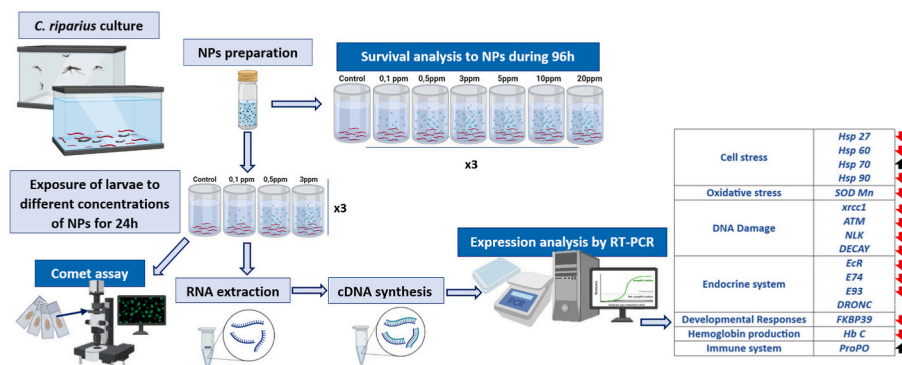 C. riparius culture
NPs preparation
Survival analysis to NPs during 96h
Control 0,1 ppm 0,5ppm 3ppm 5ppm 10ppm 20ppm
x3
Exposure of larvae to
different concentrations
of NPs for 24h
Control 0,1 ppm 0,5ppm 3ppm
x3
Comet assay
RNA extraction
cDNA synthesis
Expression analysis by RT-PCR
PCR
Cell stress
Hsp 27
Hsp 60
Hsp 70
Hsp 90
Oxidative stress SOD Mn
DNA Damage
xrcc1
ATM
NLK
DECAY
Endocrine system
EcR
E74
E93
DRONC
Developmental Responses FKBP39
Hemoglobin production Hb C
Immune system ProPO